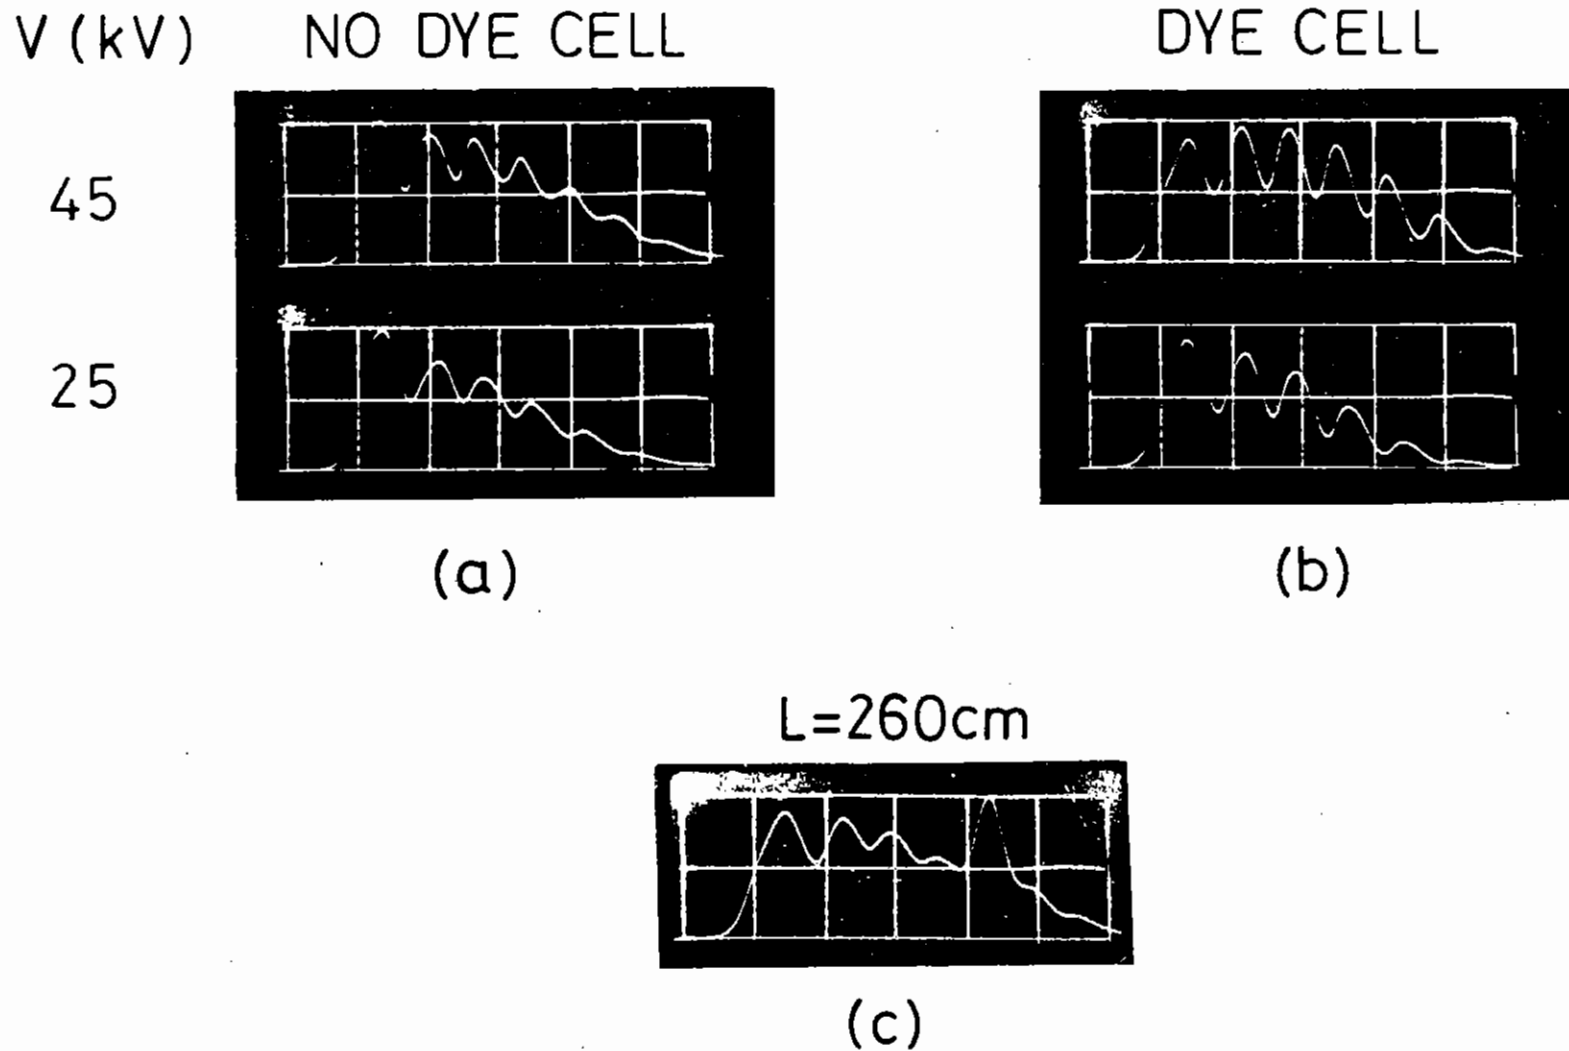 V (kV) NO DYE CELL DYE CELL
45
25
(a) (b)
L=260cm
(c)